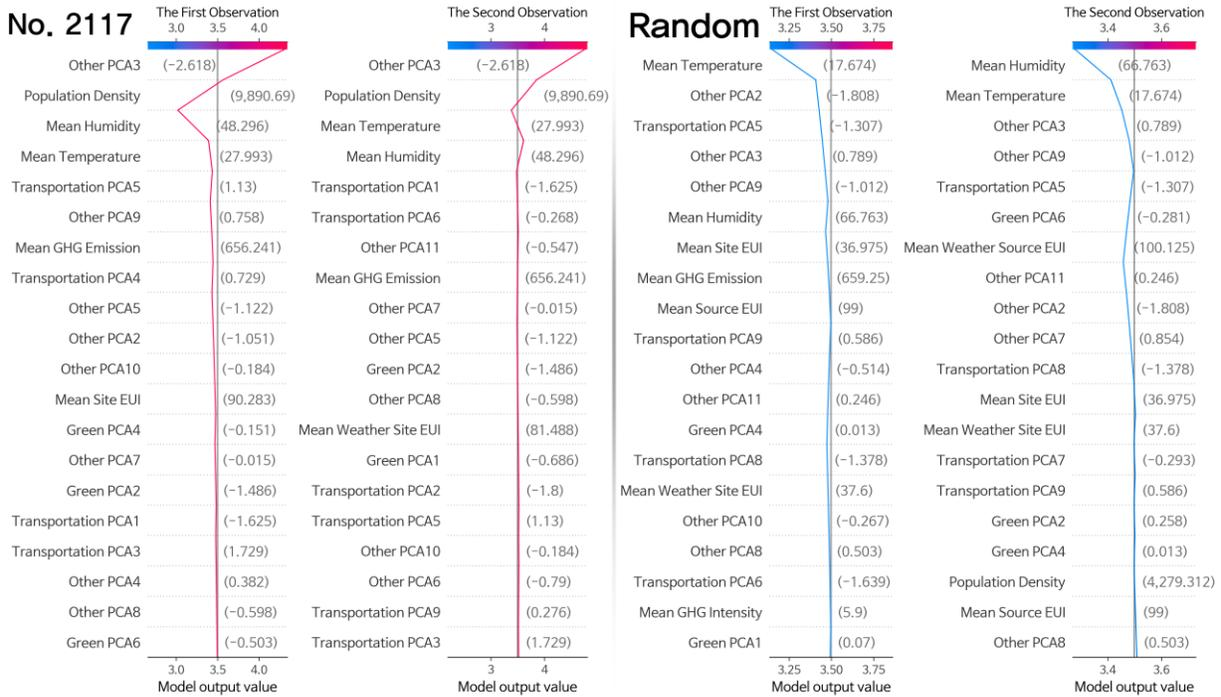 No. 2117
The First Observation
3.0 3.5 4.0
Other PCA3 (−2.618)
Population Density (9,890.69)
Mean Humidity (48.296)
Mean Temperature (27.993)
Transportation PCA5 (1.13)
Other PCA9 (0.758)
Mean GHG Emission (656.241)
Transportation PCA4 (0.729)
Other PCA5 (−1.122)
Other PCA2 (−1.051)
Other PCA10 (−0.184)
Mean Site EUI (90.283)
Green PCA4 (−0.151)
Other PCA7 (−0.015)
Green PCA2 (−1.486)
Transportation PCA1 (−1.625)
Transportation PCA3 (1.729)
Other PCA4 (0.382)
Other PCA8 (−0.598)
Green PCA6 (−0.503)
3.0 3.5 4.0
Model output value
The Second Observation
3 4
Other PCA3 (−2.618)
Population Density (9,890.69)
Mean Temperature (27.993)
Mean Humidity (48.296)
Transportation PCA1 (−1.625)
Transportation PCA6 (−0.268)
Other PCA11 (−0.547)
Mean GHG Emission (656.241)
Other PCA7 (−0.015)
Other PCA5 (−1.122)
Green PCA2 (−1.486)
Other PCA8 (−0.598)
Mean Weather Site EUI (81.488)
Green PCA1 (−0.686)
Transportation PCA2 (−1.8)
Transportation PCA5 (1.13)
Other PCA10 (−0.184)
Other PCA6 (−0.79)
Transportation PCA9 (0.276)
Transportation PCA3 (1.729)
3 4
Model output value
Random
The First Observation
3.25 3.50 3.75
Mean Temperature (17.674)
Other PCA2 (−1.808)
Transportation PCA5 (−1.307)
Other PCA3 (0.789)
Other PCA9 (−1.012)
Mean Humidity (66.763)
Mean Site EUI (36.975)
Mean GHG Emission (659.25)
Mean Source EUI (99)
Transportation PCA9 (0.586)
Other PCA4 (−0.514)
Other PCA11 (0.246)
Green PCA4 (0.013)
Transportation PCA8 (−1.378)
Mean Weather Site EUI (37.6)
Other PCA10 (−0.267)
Other PCA8 (0.503)
Transportation PCA6 (−1.639)
Mean GHG Intensity (5.9)
Green PCA1 (0.07)
3.25 3.50 3.75
Model output value
The Second Observation
3.4 3.6
Mean Humidity (66.763)
Mean Temperature (17.674)
Other PCA3 (0.789)
Other PCA9 (−1.012)
Transportation PCA5 (−1.307)
Green PCA6 (−0.281)
Mean Weather Source EUI (100.125)
Other PCA11 (0.246)
Other PCA2 (−1.808)
Other PCA7 (0.854)
Transportation PCA8 (−1.378)
Mean Site EUI (36.975)
Mean Weather Site EUI (37.6)
Transportation PCA7 (−0.293)
Transportation PCA9 (0.586)
Green PCA2 (0.258)
Green PCA4 (0.013)
Population Density (4,279.312)
Mean Source EUI (99)
Other PCA8 (0.503)
3.4 3.6
Model output value